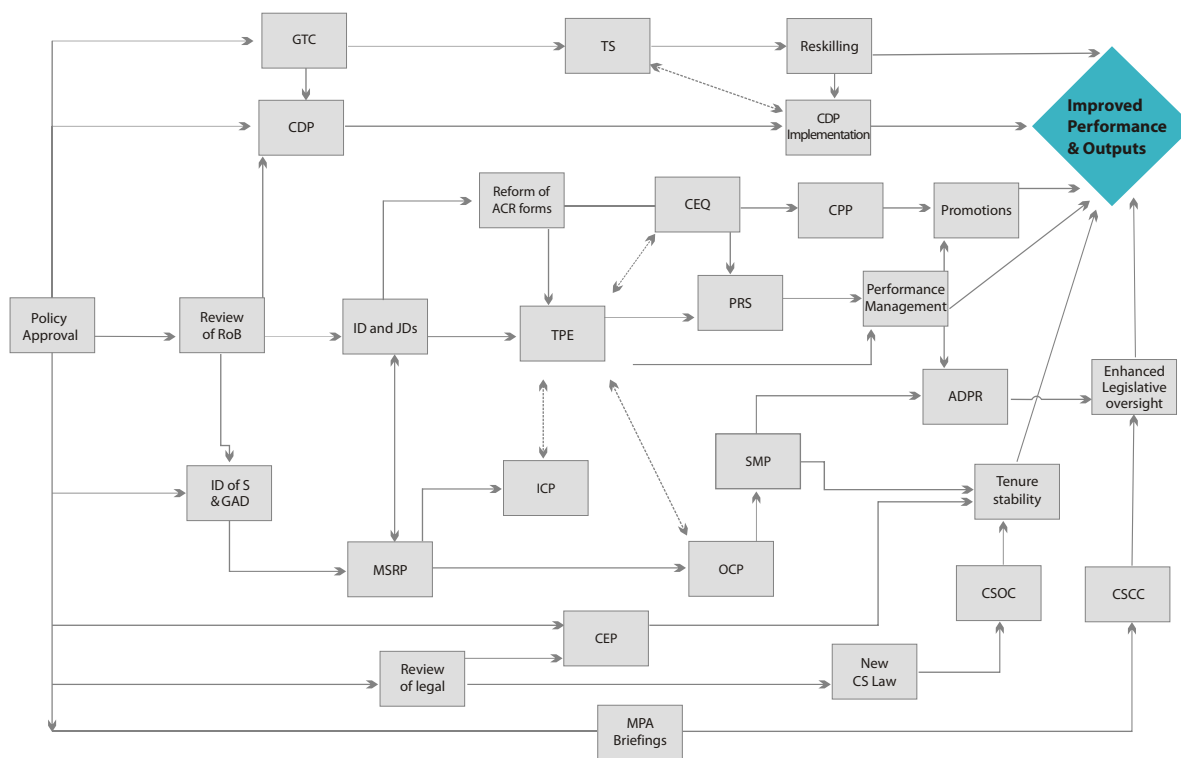 GTC
TS
Reskilling
CDP
CDP
Implementation
Improved
Performance
& Outputs
Reform of
ACR forms
CEQ
CPP
Promotions
Policy
Approval
Review
of RoB
ID and JDs
TPE
PRS
Performance
Management
ADPR
Enhanced
Legislative
oversight
ID of S
&GAD
ICP
SMP
Tenure
stability
MSRP
OCP
CSOC
CSCC
CEP
Review
of legal
New
CS Law
MPA
Briefings